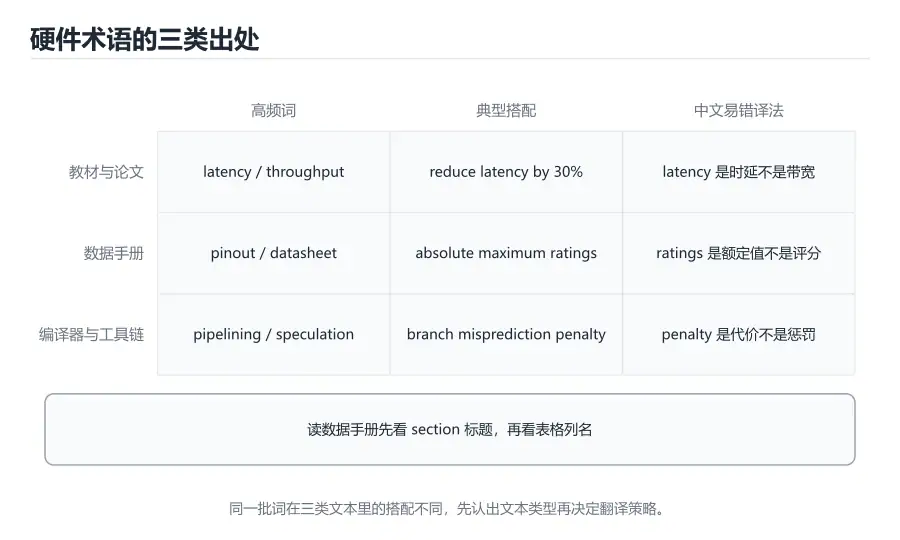 硬件术语的三类出处
高频词
典型搭配
中文易错译法
教材与论文
latency / throughput
reduce latency by 30%
latency 是时延不是带宽
数据手册
pinout / datasheet
absolute maximum ratings
ratings 是额定值不是评分
编译器与工具链
pipelining / speculation
branch misprediction penalty
penalty 是代价不是惩罚
读数据手册先看 section 标题，再看表格列名
同一批词在三类文本里的搭配不同，先认出文本类型再决定翻译策略。